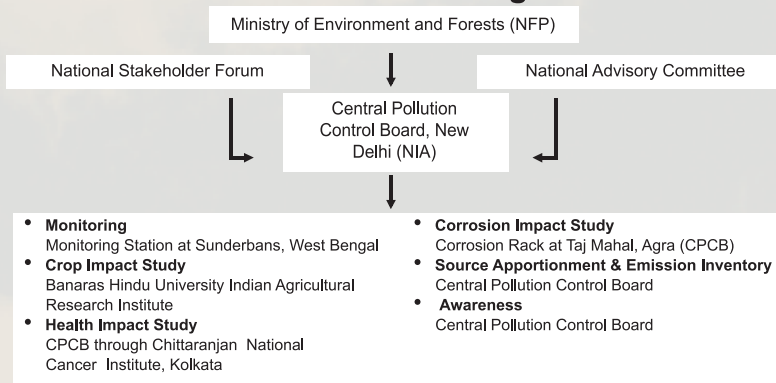 Ministry of Environment and Forests (NFP)
National Stakeholder Forum
National Advisory Committee
Central Pollution
Control Board, New
Delhi (NIA)
• Monitoring
Monitoring Station at Sunderbans, West Bengal
• Crop Impact Study
Banaras Hindu University Indian Agricultural
Research Institute
• Health Impact Study
CPCB through Chittaranjan National
Cancer Institute, Kolkata
• Corrosion Impact Study
Corrosion Rack at Taj Mahal, Agra (CPCB)
• Source Apportionment & Emission Inventory
Central Pollution Control Board
• Awareness
Central Pollution Control Board